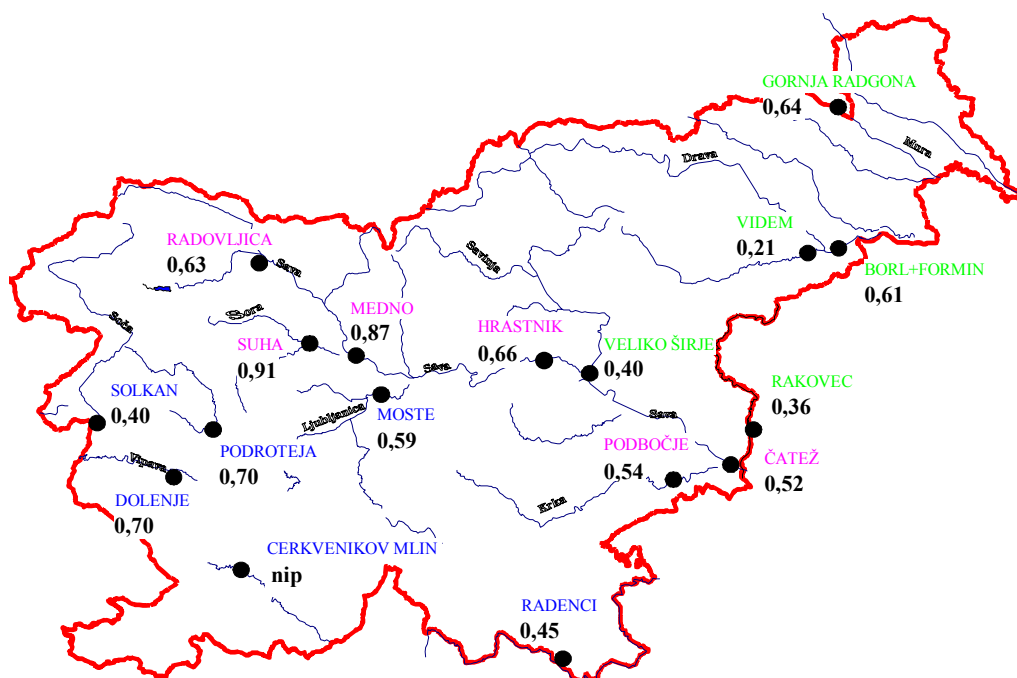 GORNJA RADGONA
0,64
Mura
Drava
VIDEM
0,21
BORL+FORMIN
0,61
RADOVLJICA
0,63
Sava
Savinja
Sora
Soča
MEDNO
0,87
SUHA
0,91
HRASTNIK
0,66
VELIKO ŠIRJE
0,40
Sava
SOLKAN
0,40
Ljubljanica
MOSTE
0,59
Sava
RAKOVEC
0,36
PODROTEJA
0,70
Vipava
DOLENJE
0,70
PODBOČJE
0,54
ČATEŽ
0,52
Krka
CERKVENIKOV MLIN
nip
RADENCI
0,45